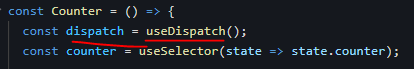 const Counter = () => {
const dispatch = useDispatch();
const counter = useSelector(state => state.counter);